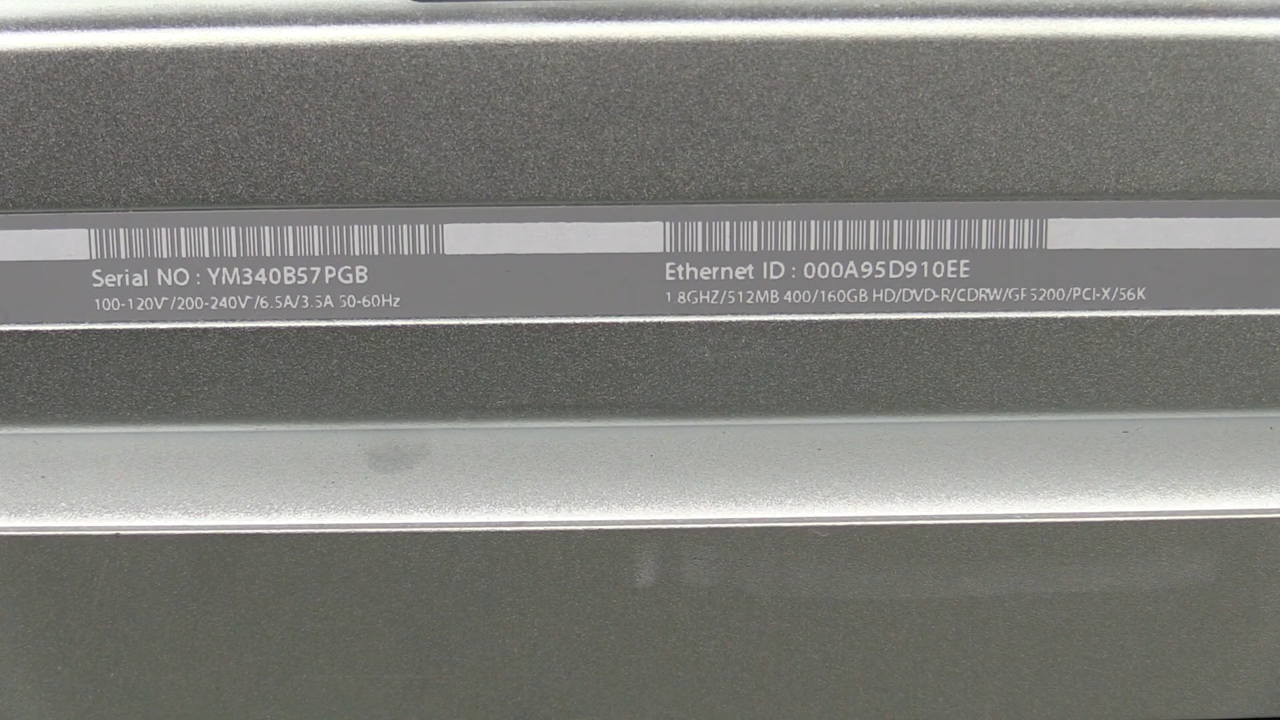 Serial NO : YM340B57PGB
100-120V~/200-240V~/6.5A/3.5A 50-60Hz
Ethernet ID : 000A95D910EE
1.8GHZ/512MB 400/160GB HD/DVD-R/CDRW/GF5200/PCI-X/56K